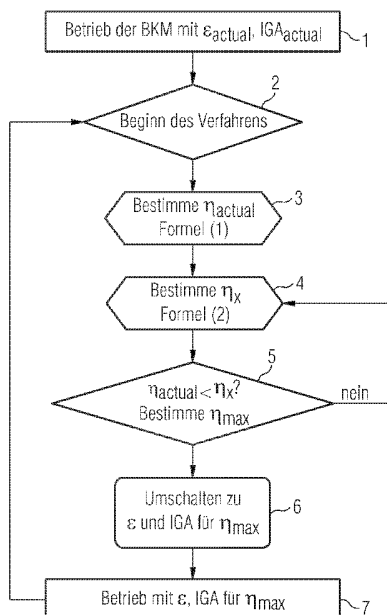 Betrieb der BKM mit εactual, IGAactual
1
2
Beginn des Verfahrens
3
Bestimme ηactual
Formel (1)
4
Bestimme ηx
Formel (2)
5
ηactual < ηx?
Bestimme ηmax
nein
Umschalten zu
ε und IGA für ηmax
6
Betrieb mit ε, IGA für ηmax
7